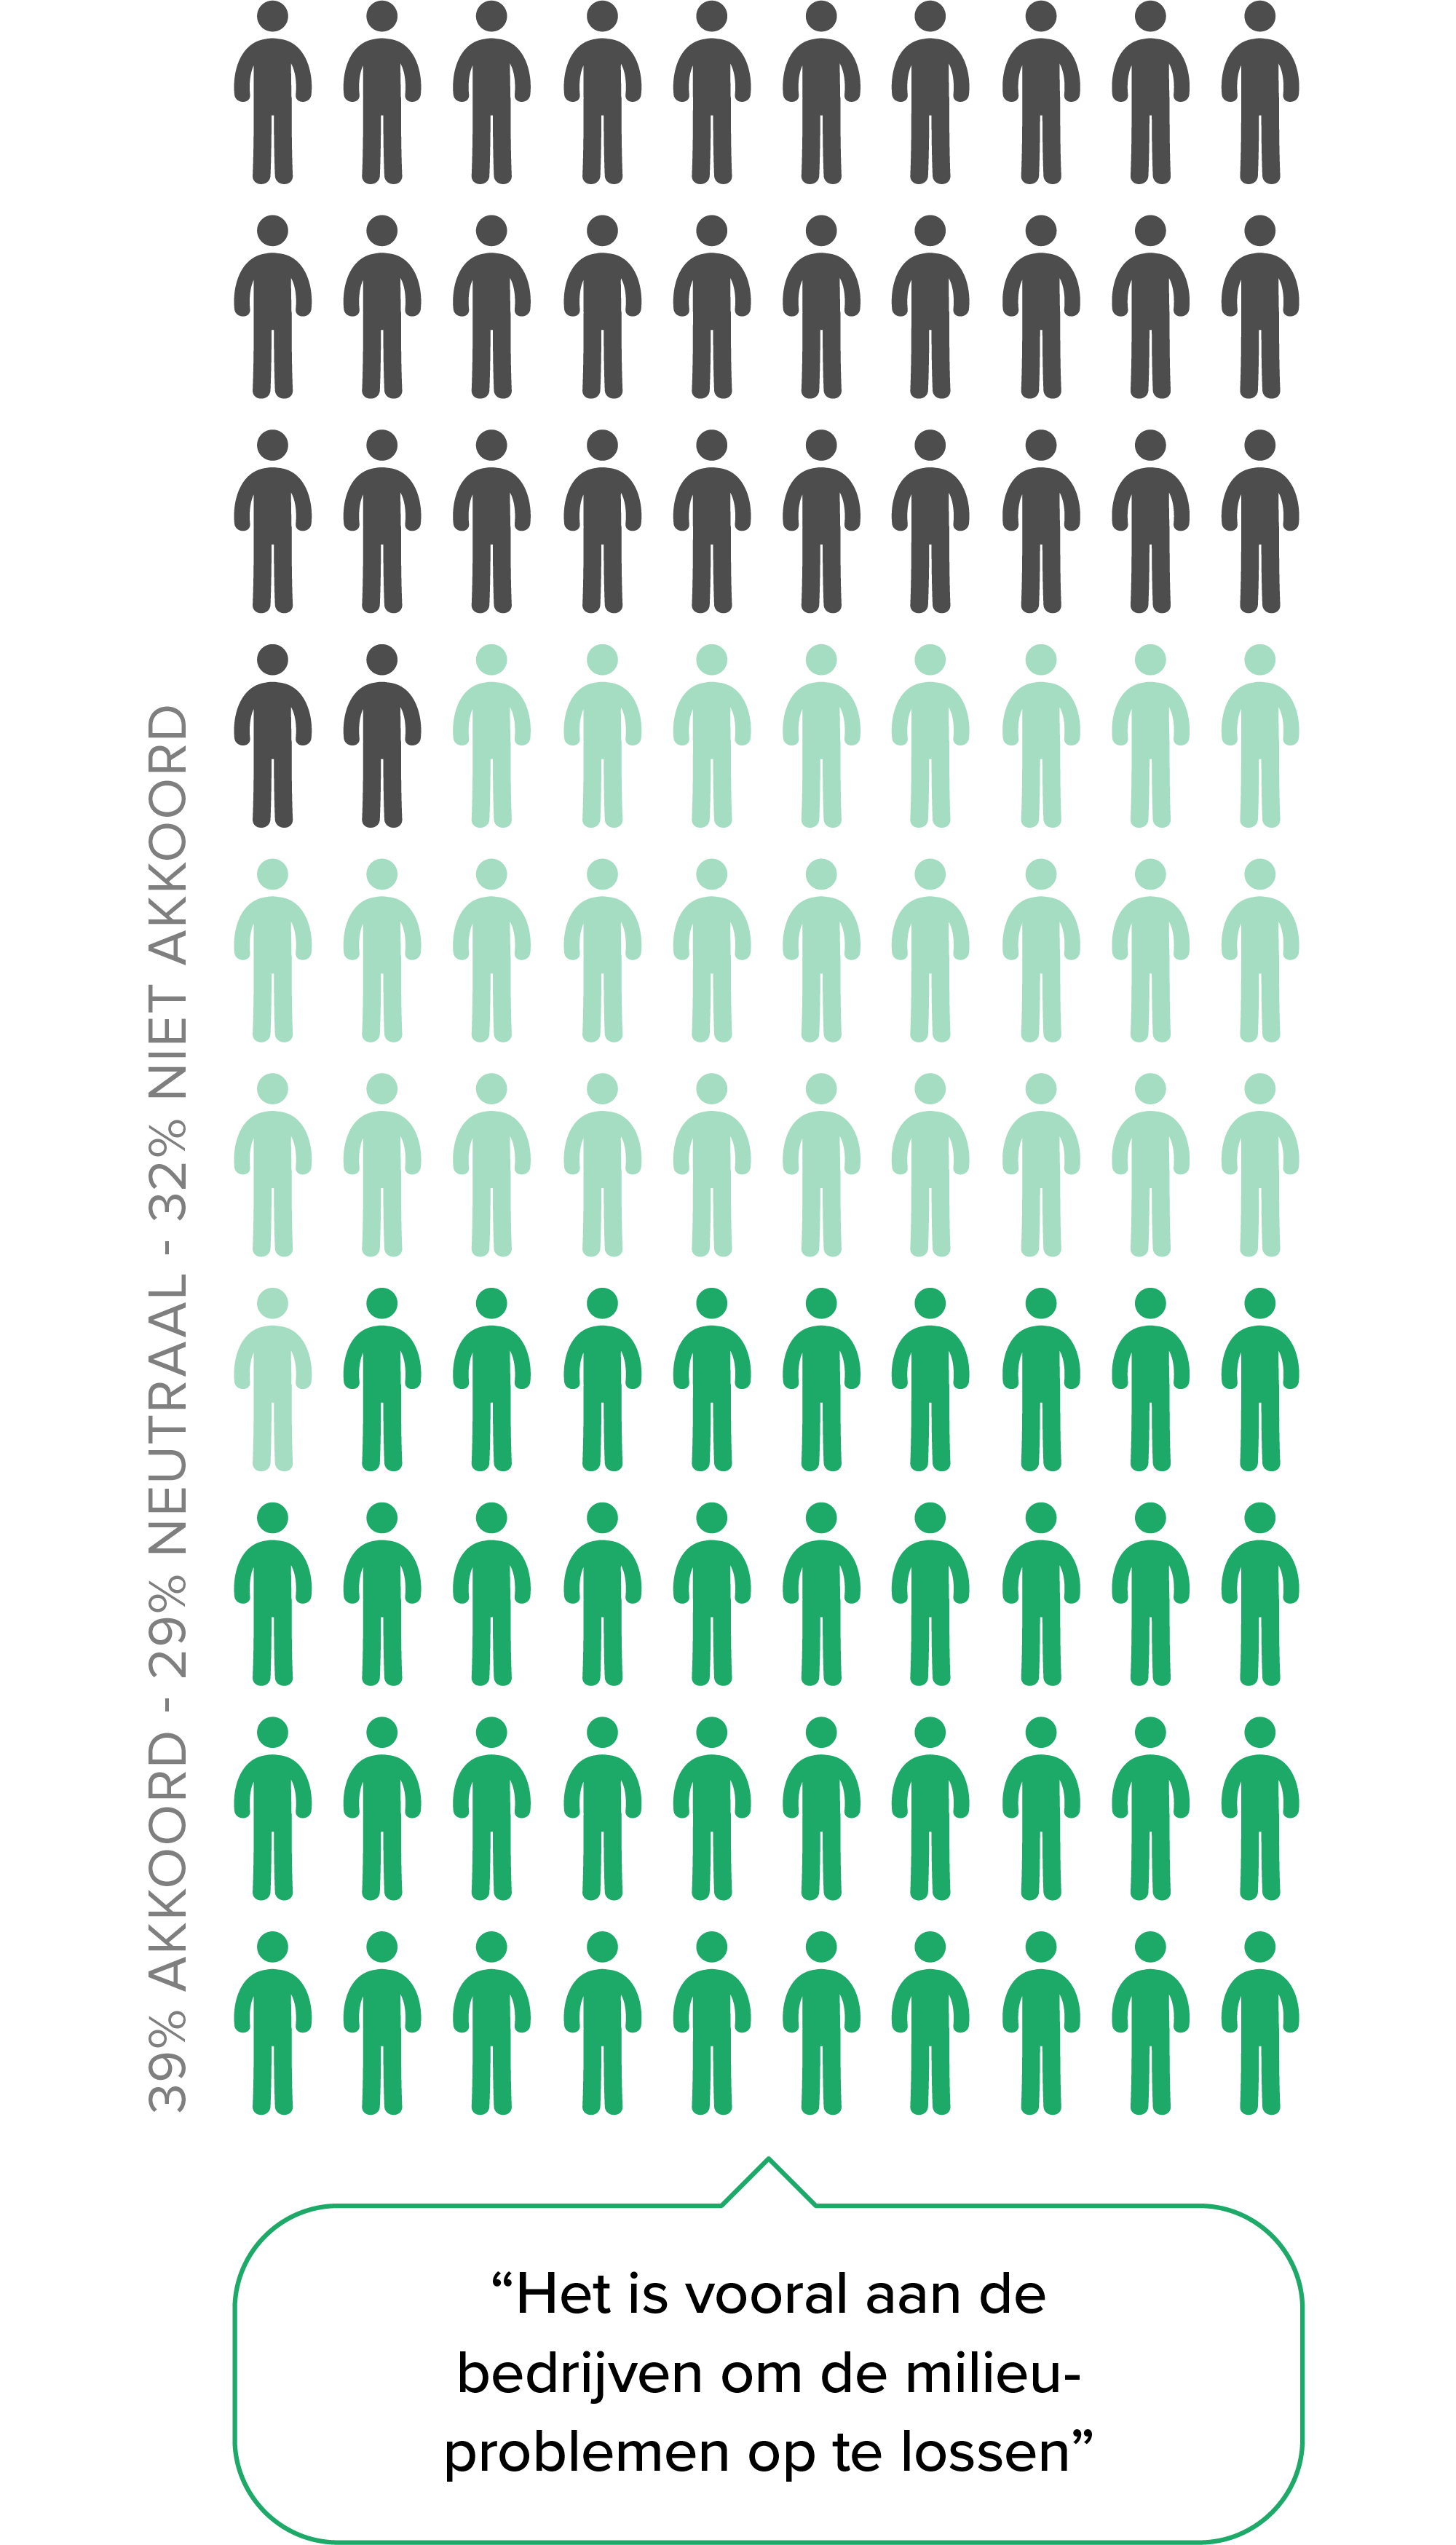 39% AKKOORD - 29% NEUTRAAL - 32% NIET AKKOORD
“Het is vooral aan de
bedrijven om de milieu-
problemen op te lossen”